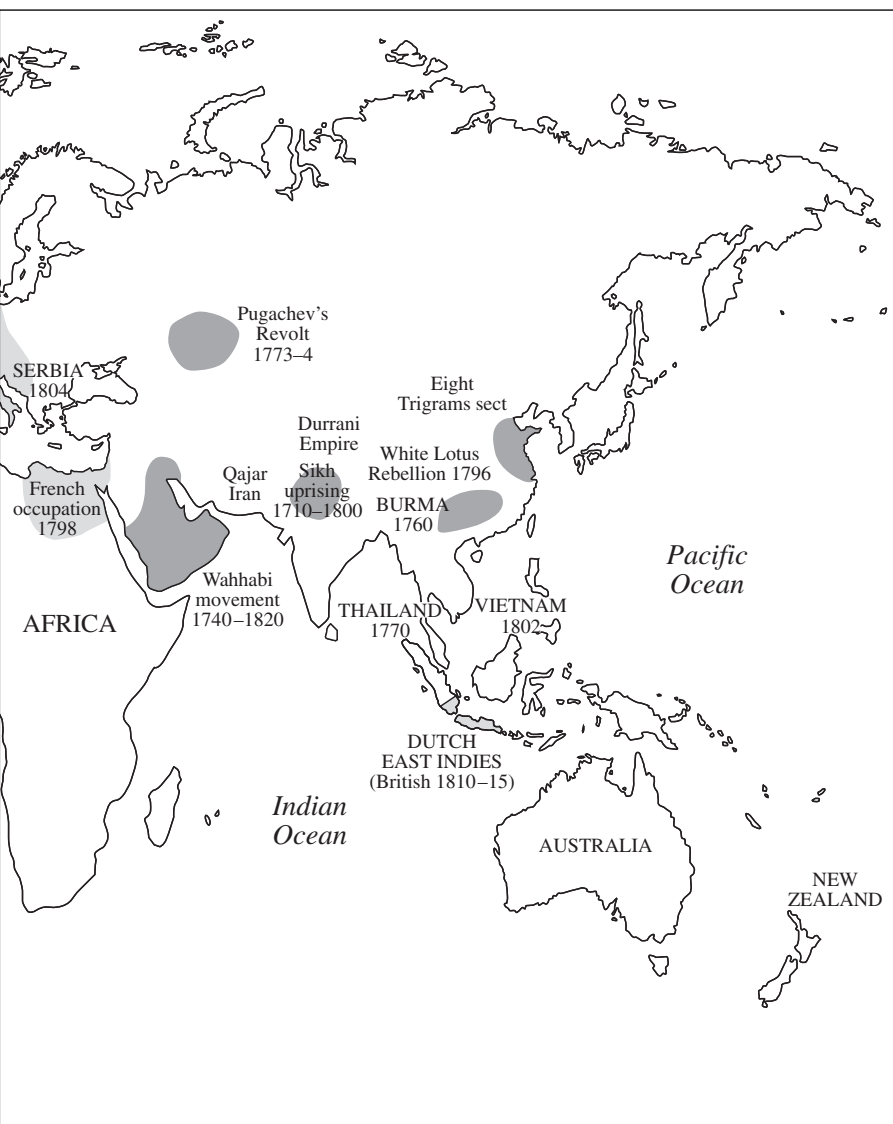 Pugachev’s
Revolt
1773–4
SERBIA
1804
Eight
Trigrams sect
Durrani
Empire
White Lotus
Rebellion 1796
Qajar
Iran
Sikh
uprising
1710–1800
BURMA
1760
French
occupation
1798
Pacific
Ocean
Wahhabi
movement
1740–1820
AFRICA
THAILAND
1770
VIETNAM
1802
DUTCH
EAST INDIES
(British 1810–15)
Indian
Ocean
AUSTRALIA
NEW
ZEALAND